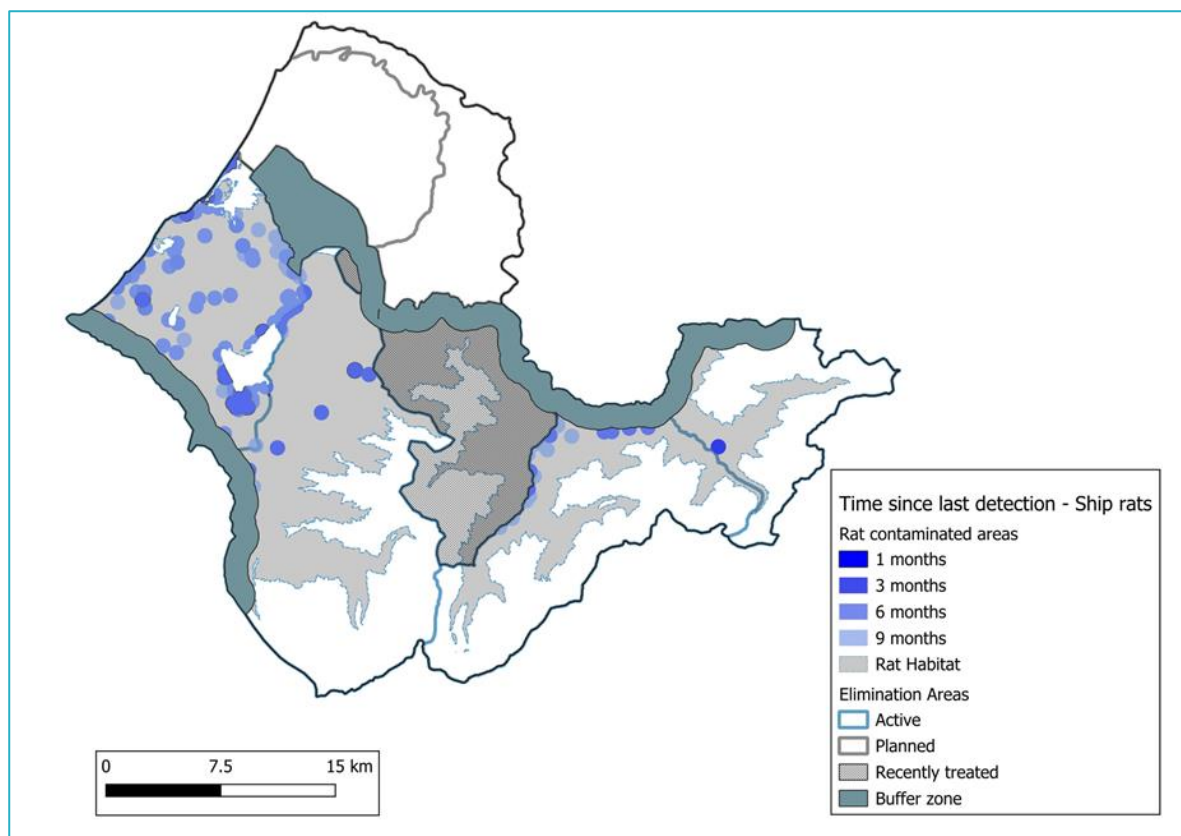 Time since last detection - Ship rats
Rat contaminated areas
1 months
3 months
6 months
9 months
Rat Habitat
Elimination Areas
Active
Planned
Recently treated
Buffer zone
0 7.5 15 km